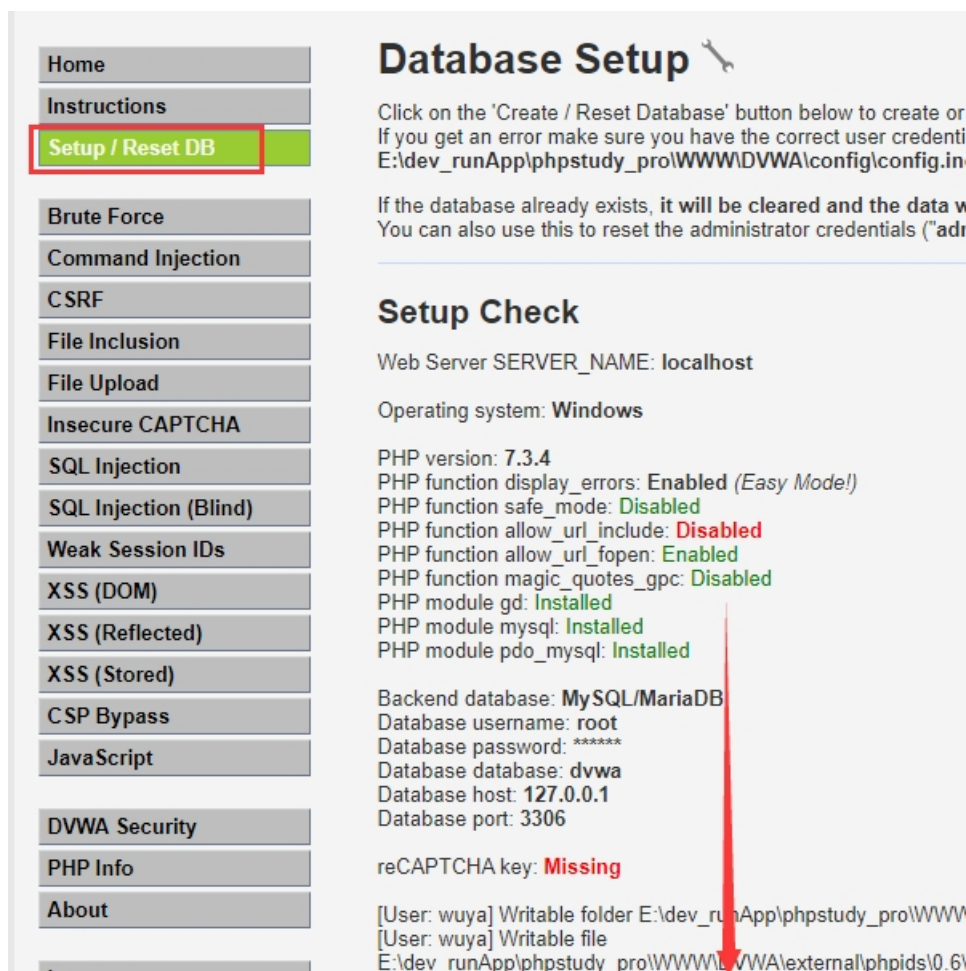 Home
Instructions
Setup / Reset DB
Brute Force
Command Injection
CSRF
File Inclusion
File Upload
Insecure CAPTCHA
SQL Injection
SQL Injection (Blind)
Weak Session IDs
XSS (DOM)
XSS (Reflected)
XSS (Stored)
CSP Bypass
JavaScript
DVWA Security
PHP Info
About
Database Setup
Click on the 'Create / Reset Database' button below to create or
If you get an error make sure you have the correct user credenti
E:\dev_runApp\phpstudy_pro\WWW\DVWA\config\config.in
If the database already exists, it will be cleared and the data w
You can also use this to reset the administrator credentials ("adm
Setup Check
Web Server SERVER_NAME: localhost
Operating system: Windows
PHP version: 7.3.4
PHP function display_errors: Enabled (Easy Mode!)
PHP function safe_mode: Disabled
PHP function allow_url_include: Disabled
PHP function allow_url_fopen: Enabled
PHP function magic_quotes_gpc: Disabled
PHP module gd: Installed
PHP module mysql: Installed
PHP module pdo_mysql: Installed
Backend database: MySQL/MariaDB
Database username: root
Database password: ******
Database database: dvwa
Database host: 127.0.0.1
Database port: 3306
reCAPTCHA key: Missing
[User: wuya] Writable folder E:\dev_runApp\phpstudy_pro\WWW
[User: wuya] Writable file
E:\dev_runApp\phpstudy_pro\WWW\DVWA\external\phpids\0.6\